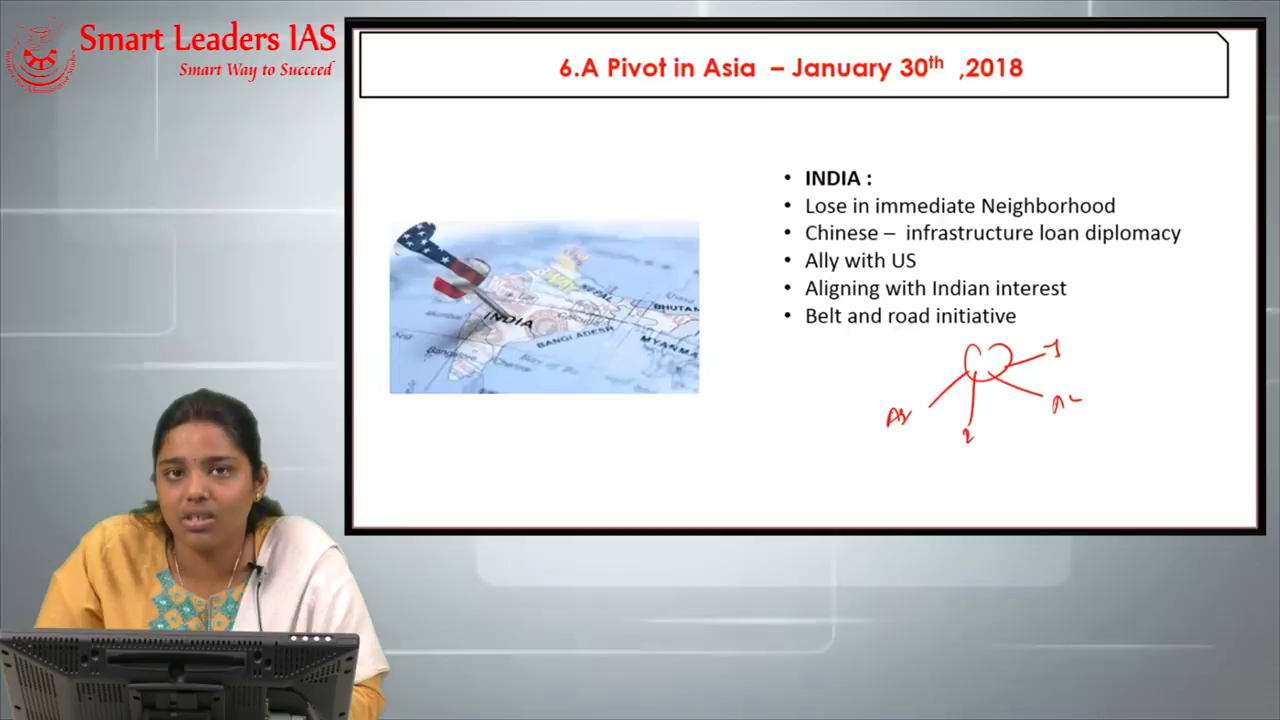 Smart Leaders IAS
Smart Way to Succeed
6.A Pivot in Asia – January 30th ,2018
• INDIA :
• Lose in immediate Neighborhood
• Chinese – infrastructure loan diplomacy
• Ally with US
• Aligning with Indian interest
• Belt and road initiative
NEPAL
BHUTAN
INDIA
BANGLADESH
MYANMA